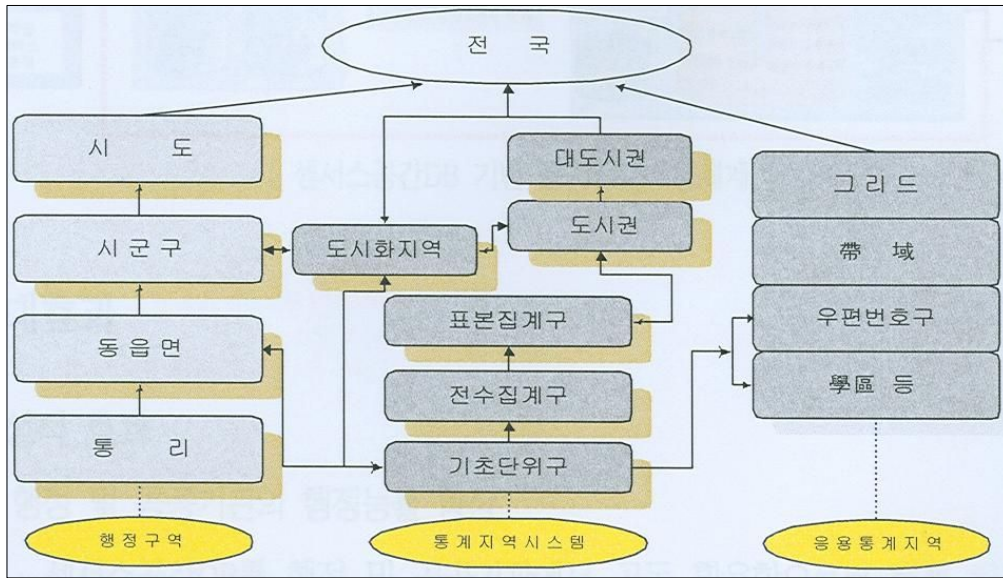 전 국
시 도
시 군 구
동 읍 면
통 리
행 정 구 역
대도시권
도시권
도시화지역
표본집계구
전수집계구
기초단위구
통 계 지 역 시 스 템
그 리 드
帶 域
우편번호구
學區 등
응 용 통 계 지 역